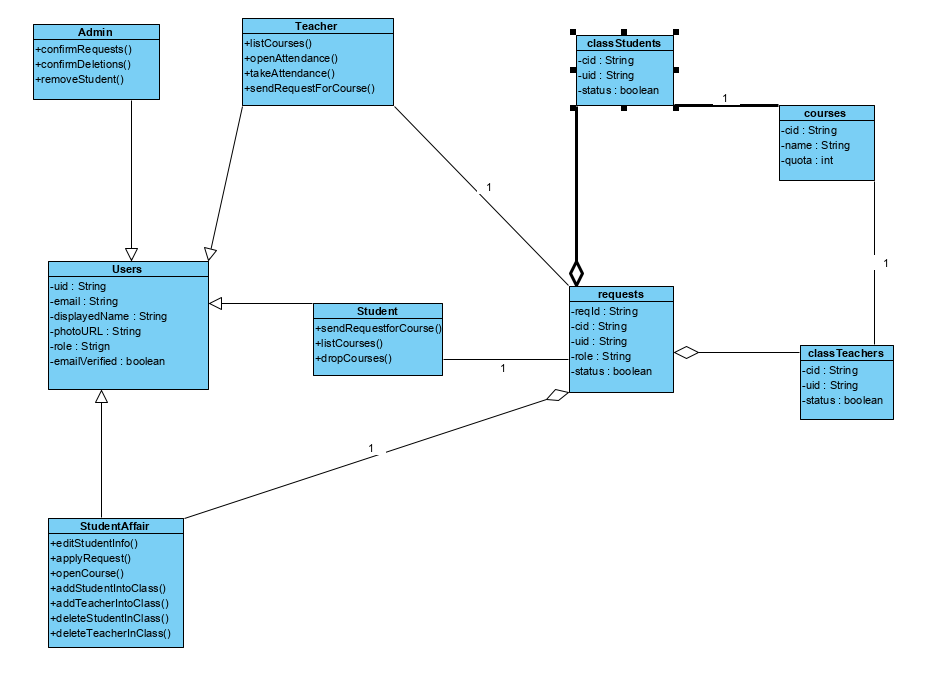 Admin
+confirmRequests()
+confirmDeletions()
+removeStudent()
Teacher
+listCourses()
+openAttendance()
+takeAttendance()
+sendRequestForCourse()
classStudents
-cid : String
-uid : String
-status : boolean
1
courses
-cid : String
-name : String
-quota : int
1
1
Users
-uid : String
-email : String
-displayedName : String
-photoURL : String
-role : Strign
-emailVerified : boolean
Student
+sendRequestforCourse()
+listCourses()
+dropCourses()
1
requests
-reqId : String
-cid : String
-uid : String
-role : String
-status : boolean
classTeachers
-cid : String
-uid : String
-status : boolean
1
StudentAffair
+editStudentInfo()
+applyRequest()
+openCourse()
+addStudentIntoClass()
+addTeacherIntoClass()
+deleteStudentInClass()
+deleteTeacherInClass()